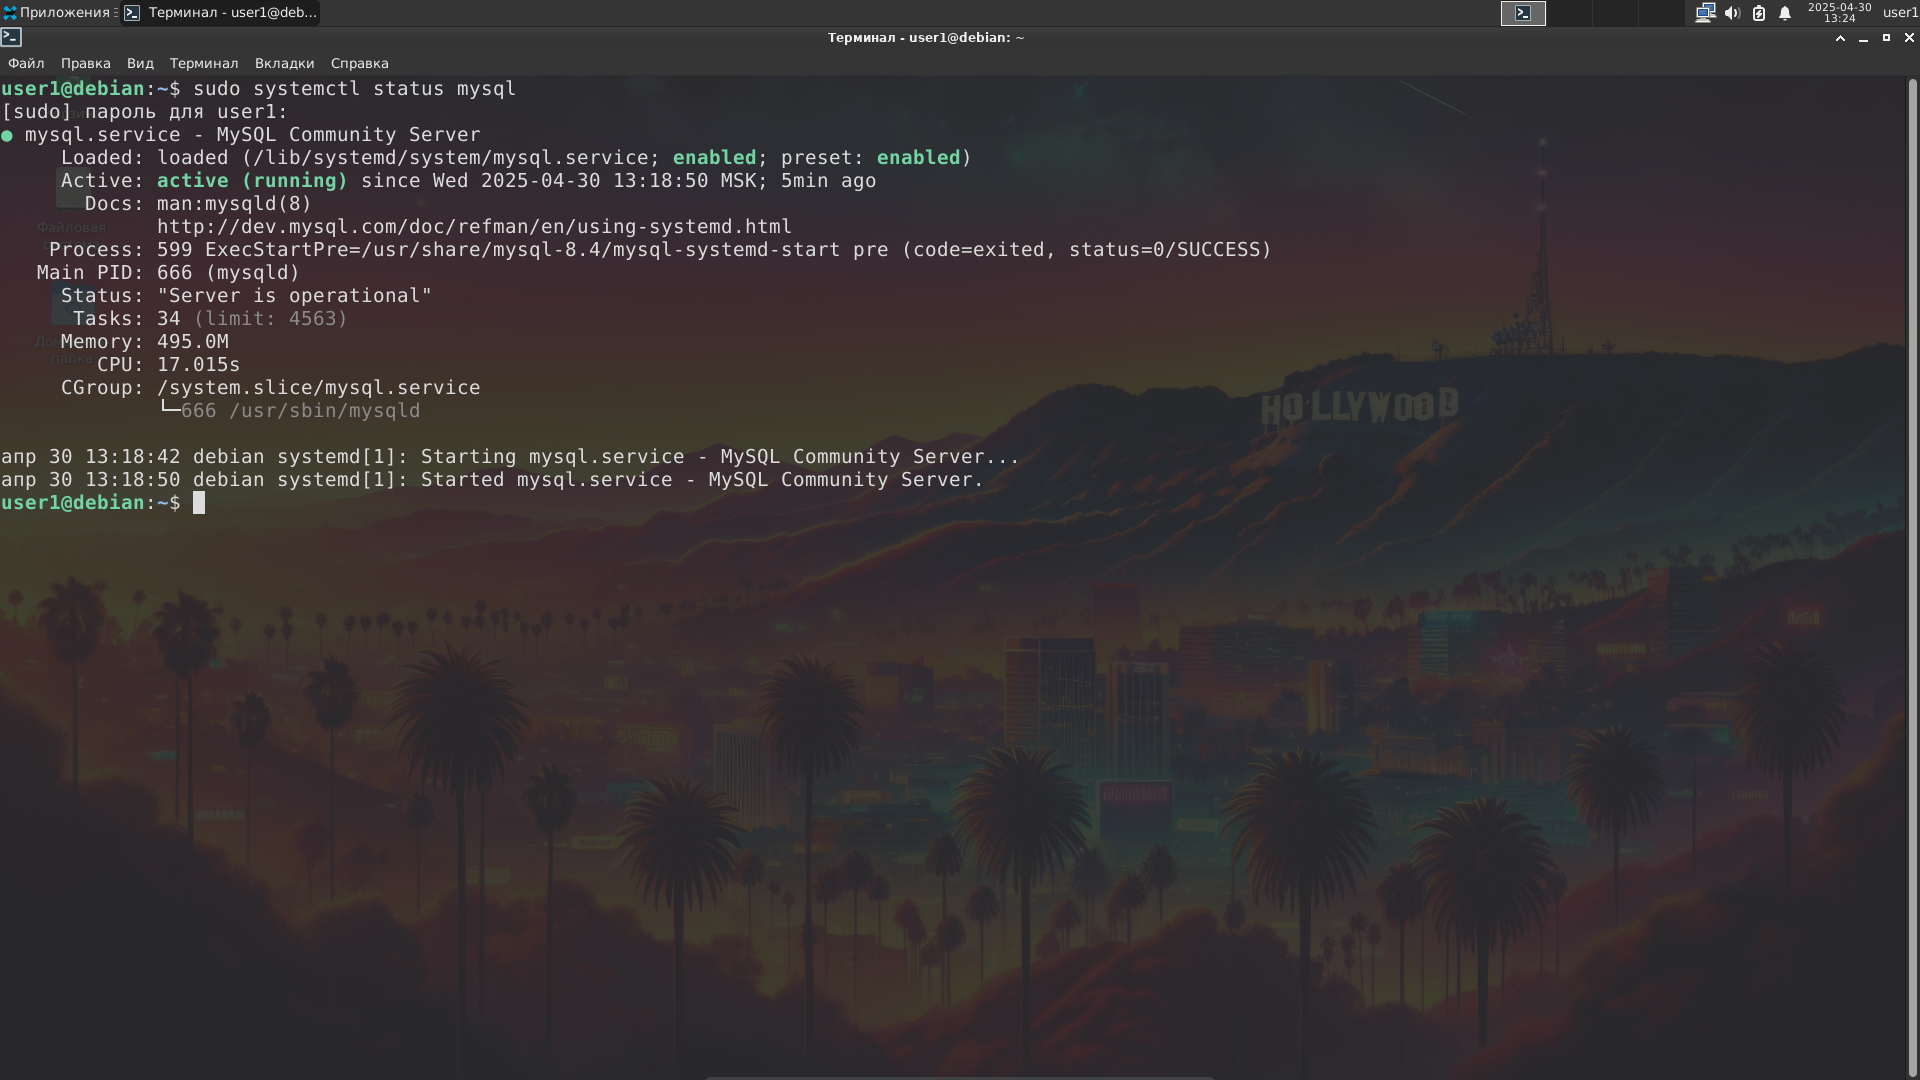 Приложения
Терминал - user1@deb...
2025-04-30
13:24
user1
Терминал - user1@debian: ~
Файл Правка Вид Терминал Вкладки Справка
user1@debian:~$ sudo systemctl status mysql
[sudo] пароль для user1:
● mysql.service - MySQL Community Server
Loaded: loaded (/lib/systemd/system/mysql.service; enabled; preset: enabled)
Active: active (running) since Wed 2025-04-30 13:18:50 MSK; 5min ago
Docs: man:mysqld(8)
http://dev.mysql.com/doc/refman/en/using-systemd.html
Файловая
Process: 599 ExecStartPre=/usr/share/mysql-8.4/mysql-systemd-start pre (code=exited, status=0/SUCCESS)
Main PID: 666 (mysqld)
Status: "Server is operational"
Tasks: 34 (limit: 4563)
Memory: 495.0M
папка
CPU: 17.015s
CGroup: /system.slice/mysql.service
└─666 /usr/sbin/mysqld
HOLLYWOOD
апр 30 13:18:42 debian systemd[1]: Starting mysql.service - MySQL Community Server...
апр 30 13:18:50 debian systemd[1]: Started mysql.service - MySQL Community Server.
user1@debian:~$